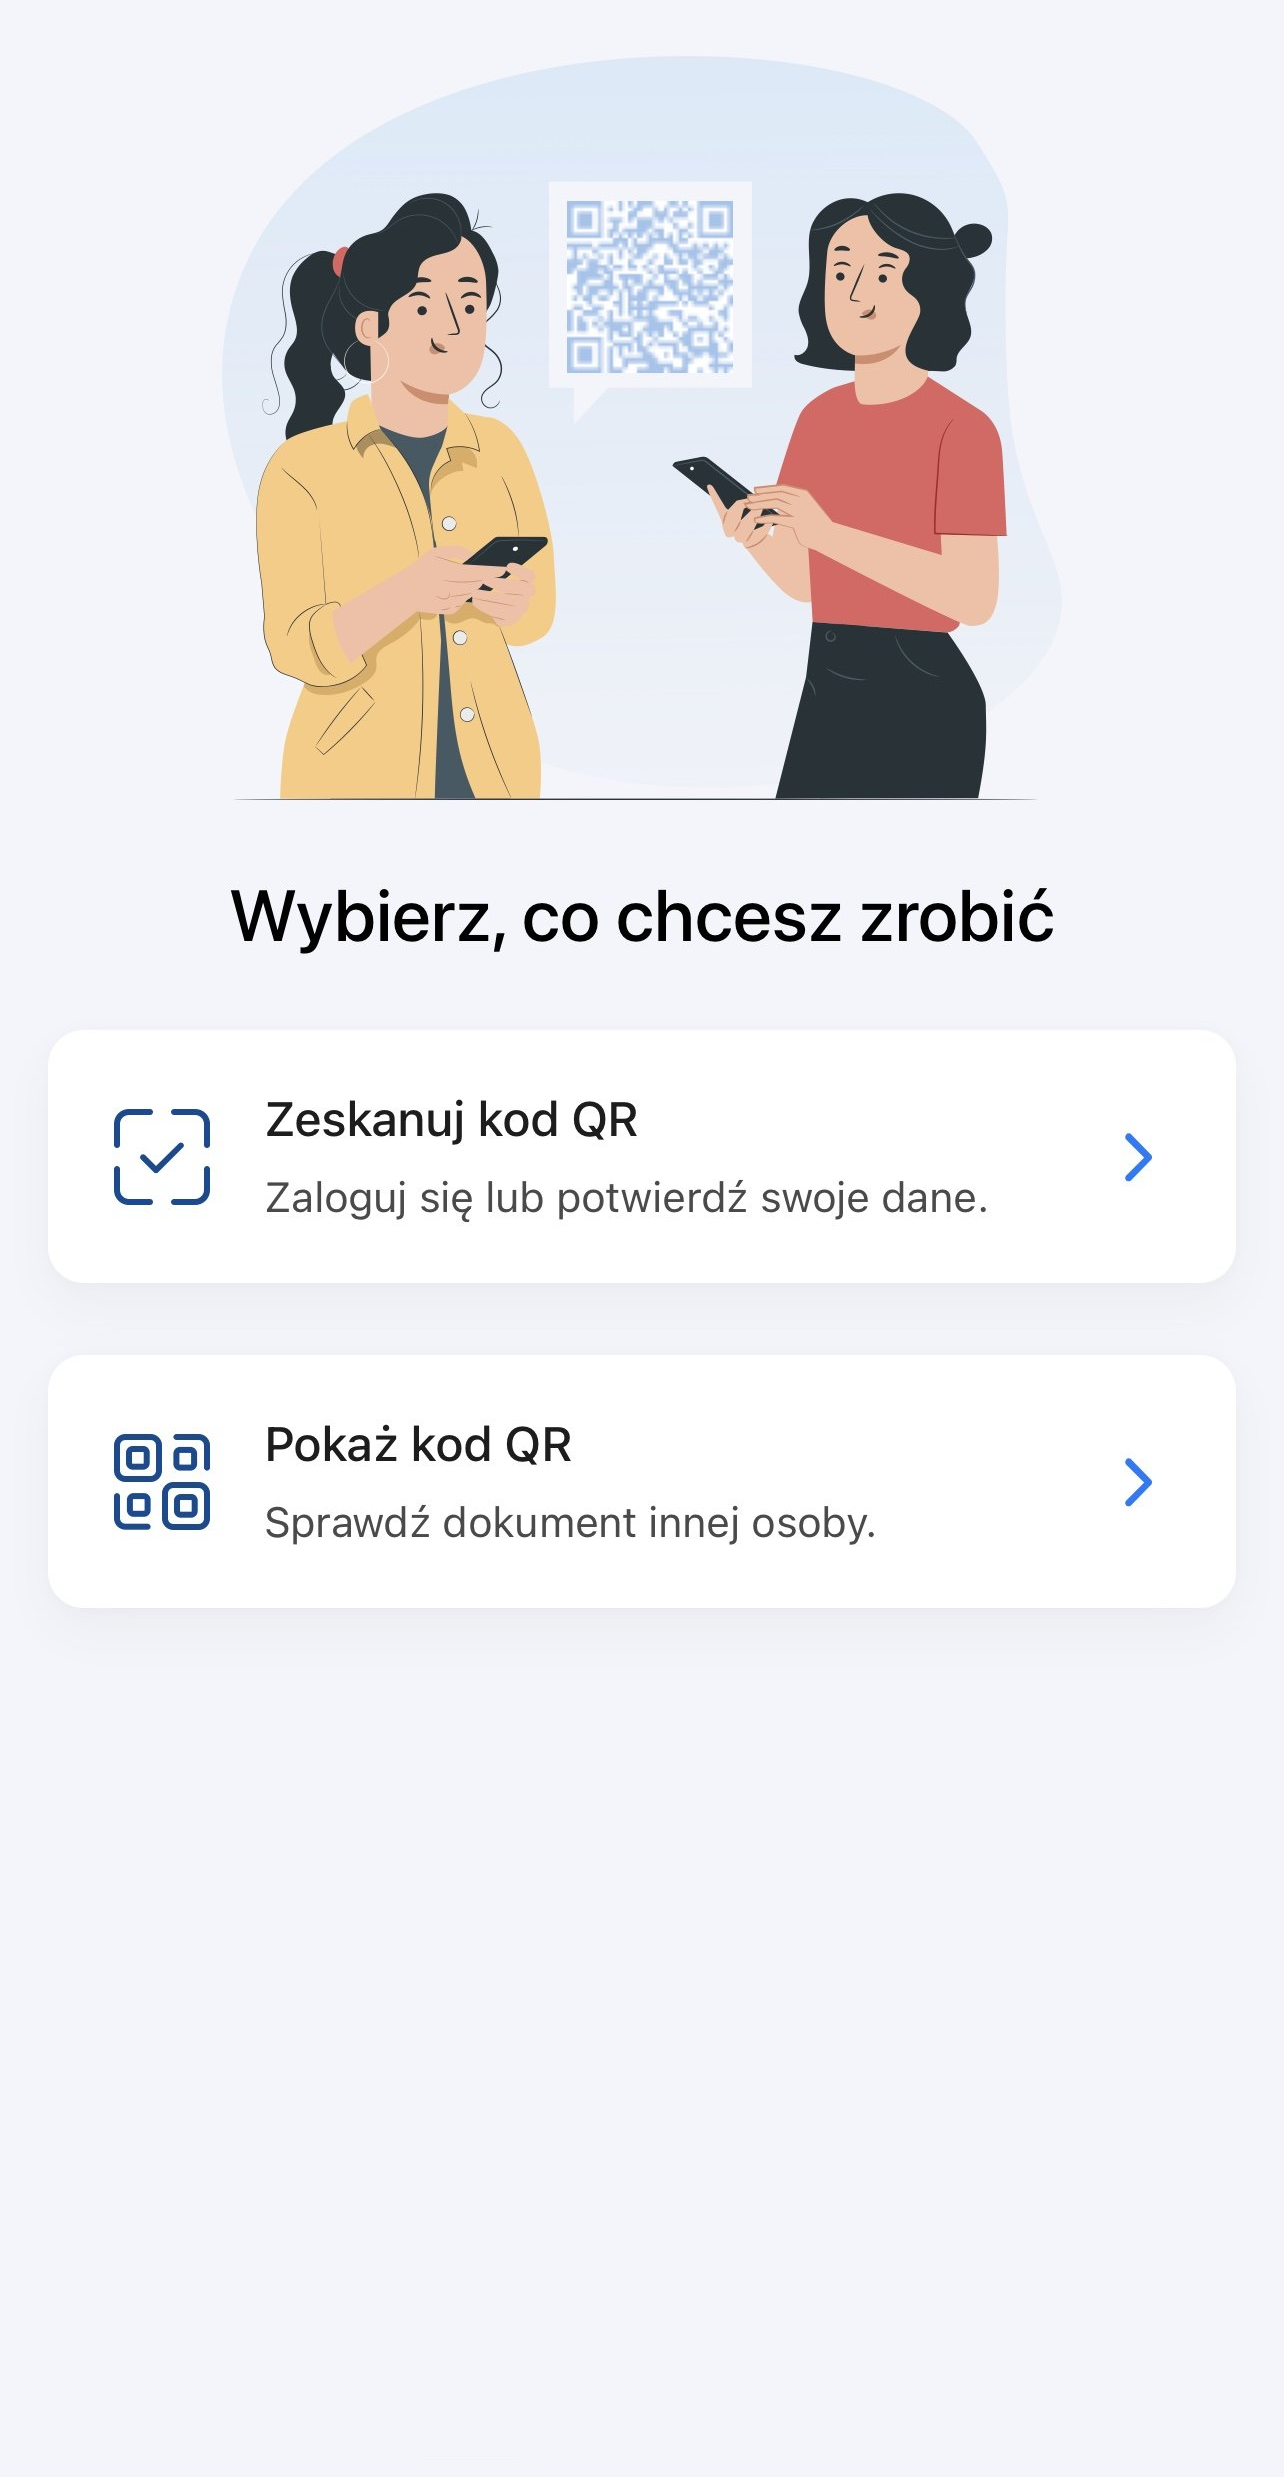 Wybierz, co chcesz zrobić
Zeskanuj kod QR
Zaloguj się lub potwierdź swoje dane.
Pokaż kod QR
Sprawdź dokument innej osoby.